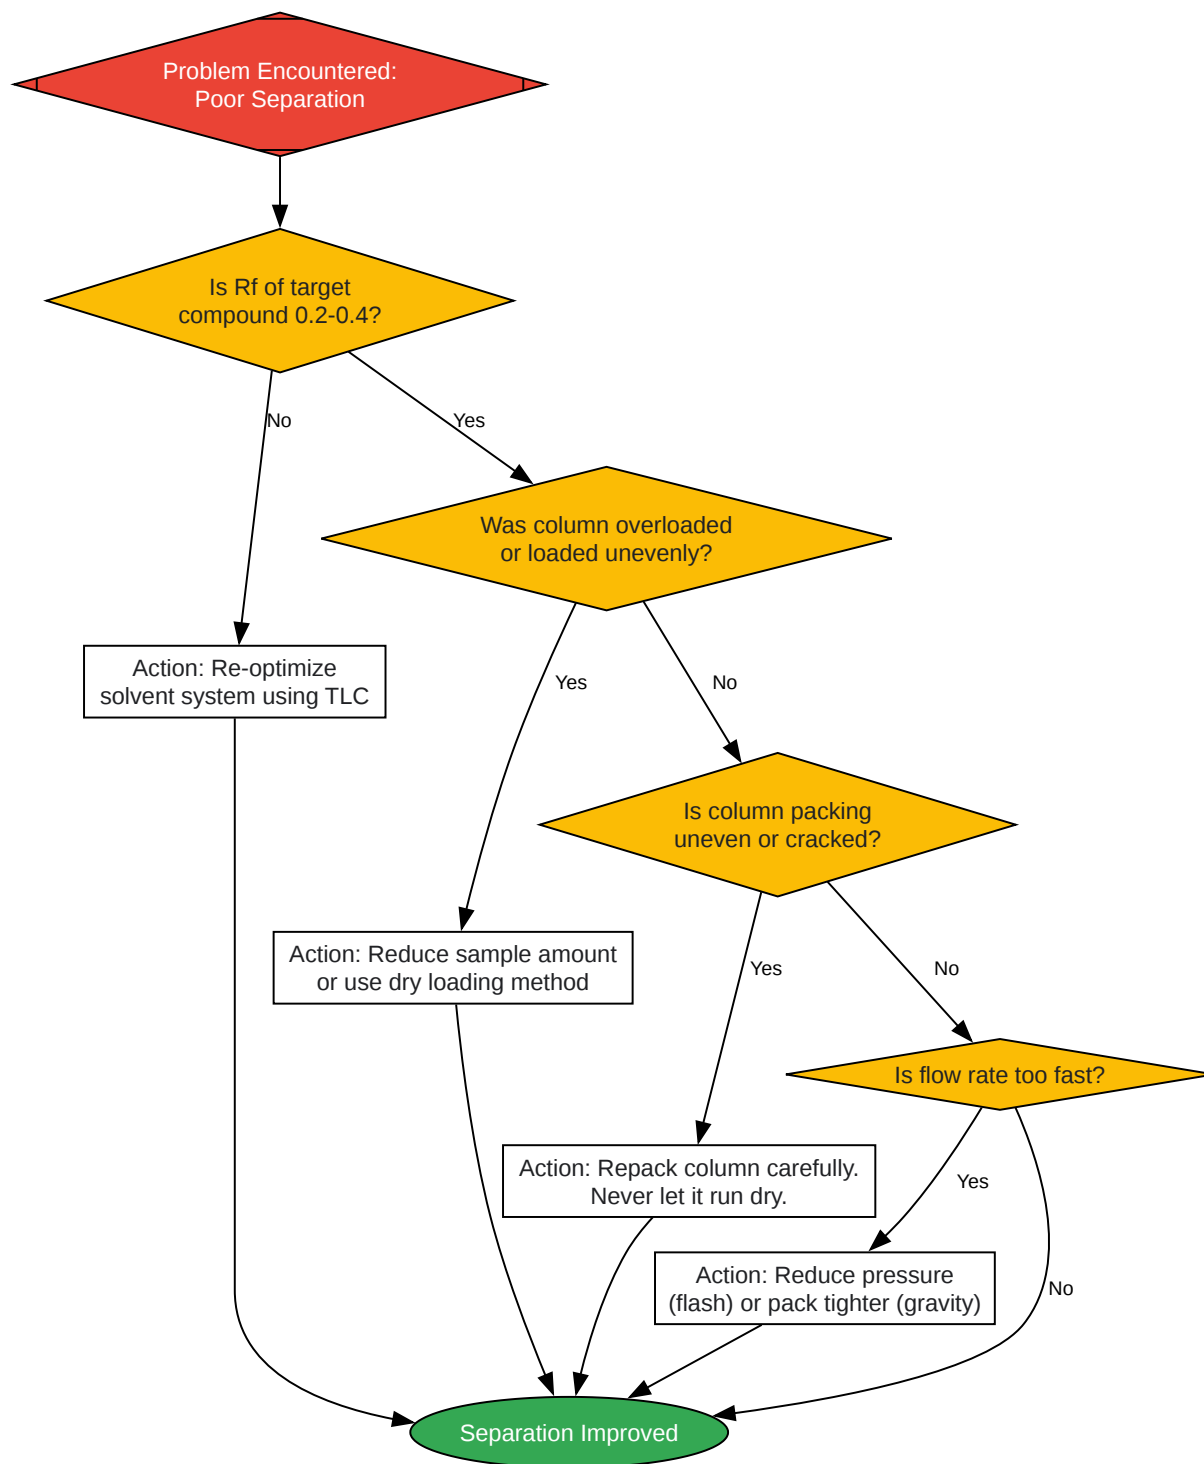 Problem Encountered:
Poor Separation
Is Rf of target
compound 0.2-0.4?
No
Yes
Was column overloaded
or loaded unevenly?
Action: Re-optimize
solvent system using TLC
Yes
No
Is column packing
uneven or cracked?
Action: Reduce sample amount
or use dry loading method
Yes
No
Is flow rate too fast?
Action: Repack column carefully.
Never let it run dry.
Yes
Action: Reduce pressure
(flash) or pack tighter (gravity)
No
Separation Improved